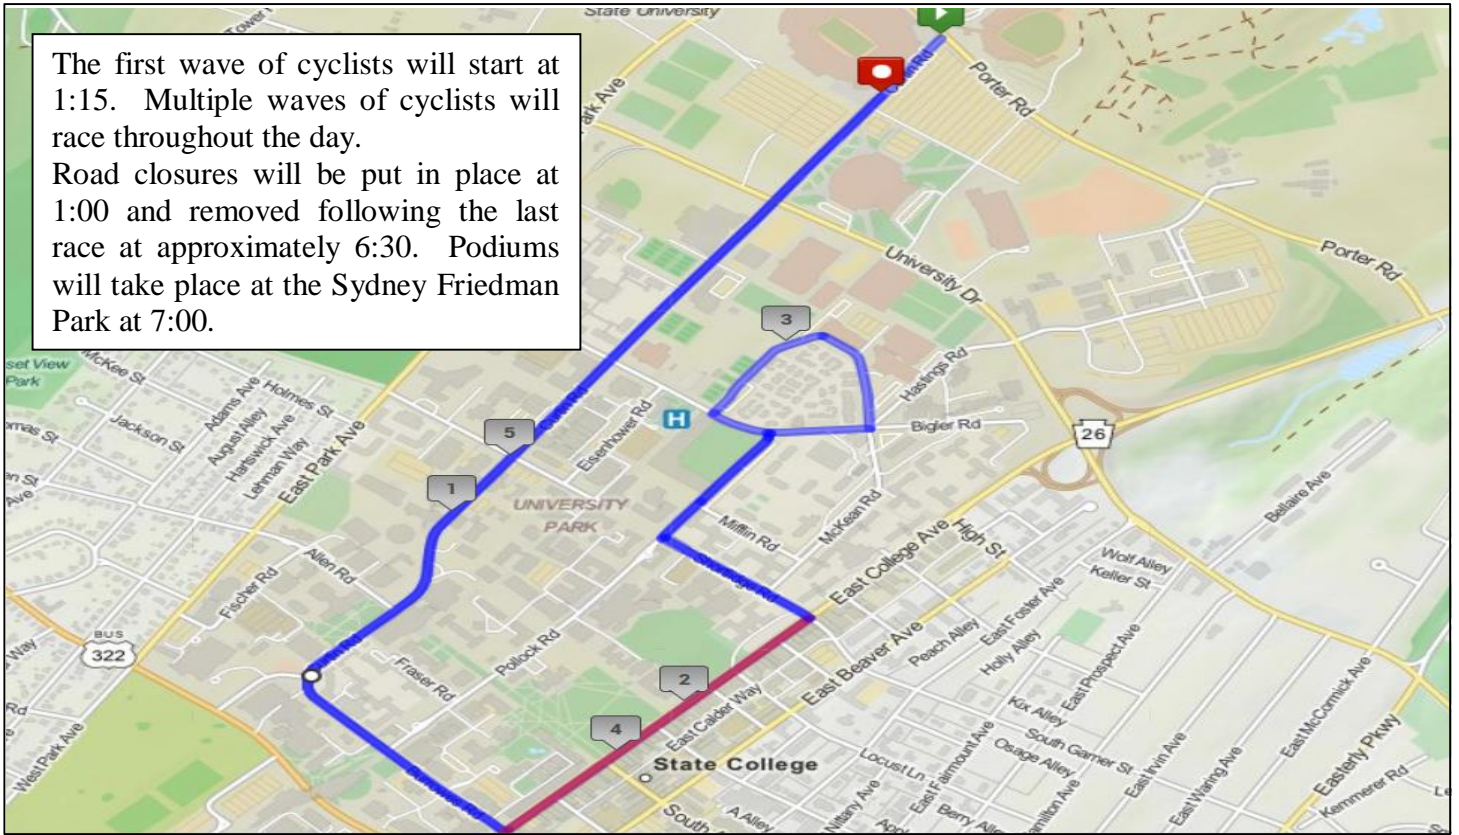 The first wave of cyclists will start at
1:15. Multiple waves of cyclists will
race throughout the day.
Road closures will be put in place at
1:00 and removed following the last
race at approximately 6:30. Podiums
will take place at the Sydney Friedman
Park at 7:00.
State University
Porter Rd
Porter Rd
University Dr
3
set View
Park
McKee St
Holmes St
Adams Ave
August Alley
Hartswick Ave
Lehman Way
Jackson St
East Park Ave
Hastings Rd
H
Bigler Rd
26
Eisenhower Rd
5
1
UNIVERSITY
PARK
Mifflin Rd
McKean Rd
East College Ave
High St
Bellaire Ave
Wolf Alley
Keller St
Allen Rd
Fischer Rd
Shortlidge Rd
East Foster Ave
Peach Alley
Holly Alley
East Prospect Ave
East Beaver Ave
BUS
322
Fraser Rd
Pollock Rd
2
4
East Calder Way
State College
Kix Alley
South Garner St
Osage Alley
East McCormick Ave
West Park Ave
Burrowes Rd
Locust Ln
East Fairmount Ave
East Irvin Ave
East Waring Ave
Easterly Pkwy
Kemmerer Rd
A Alley
Nittany Ave